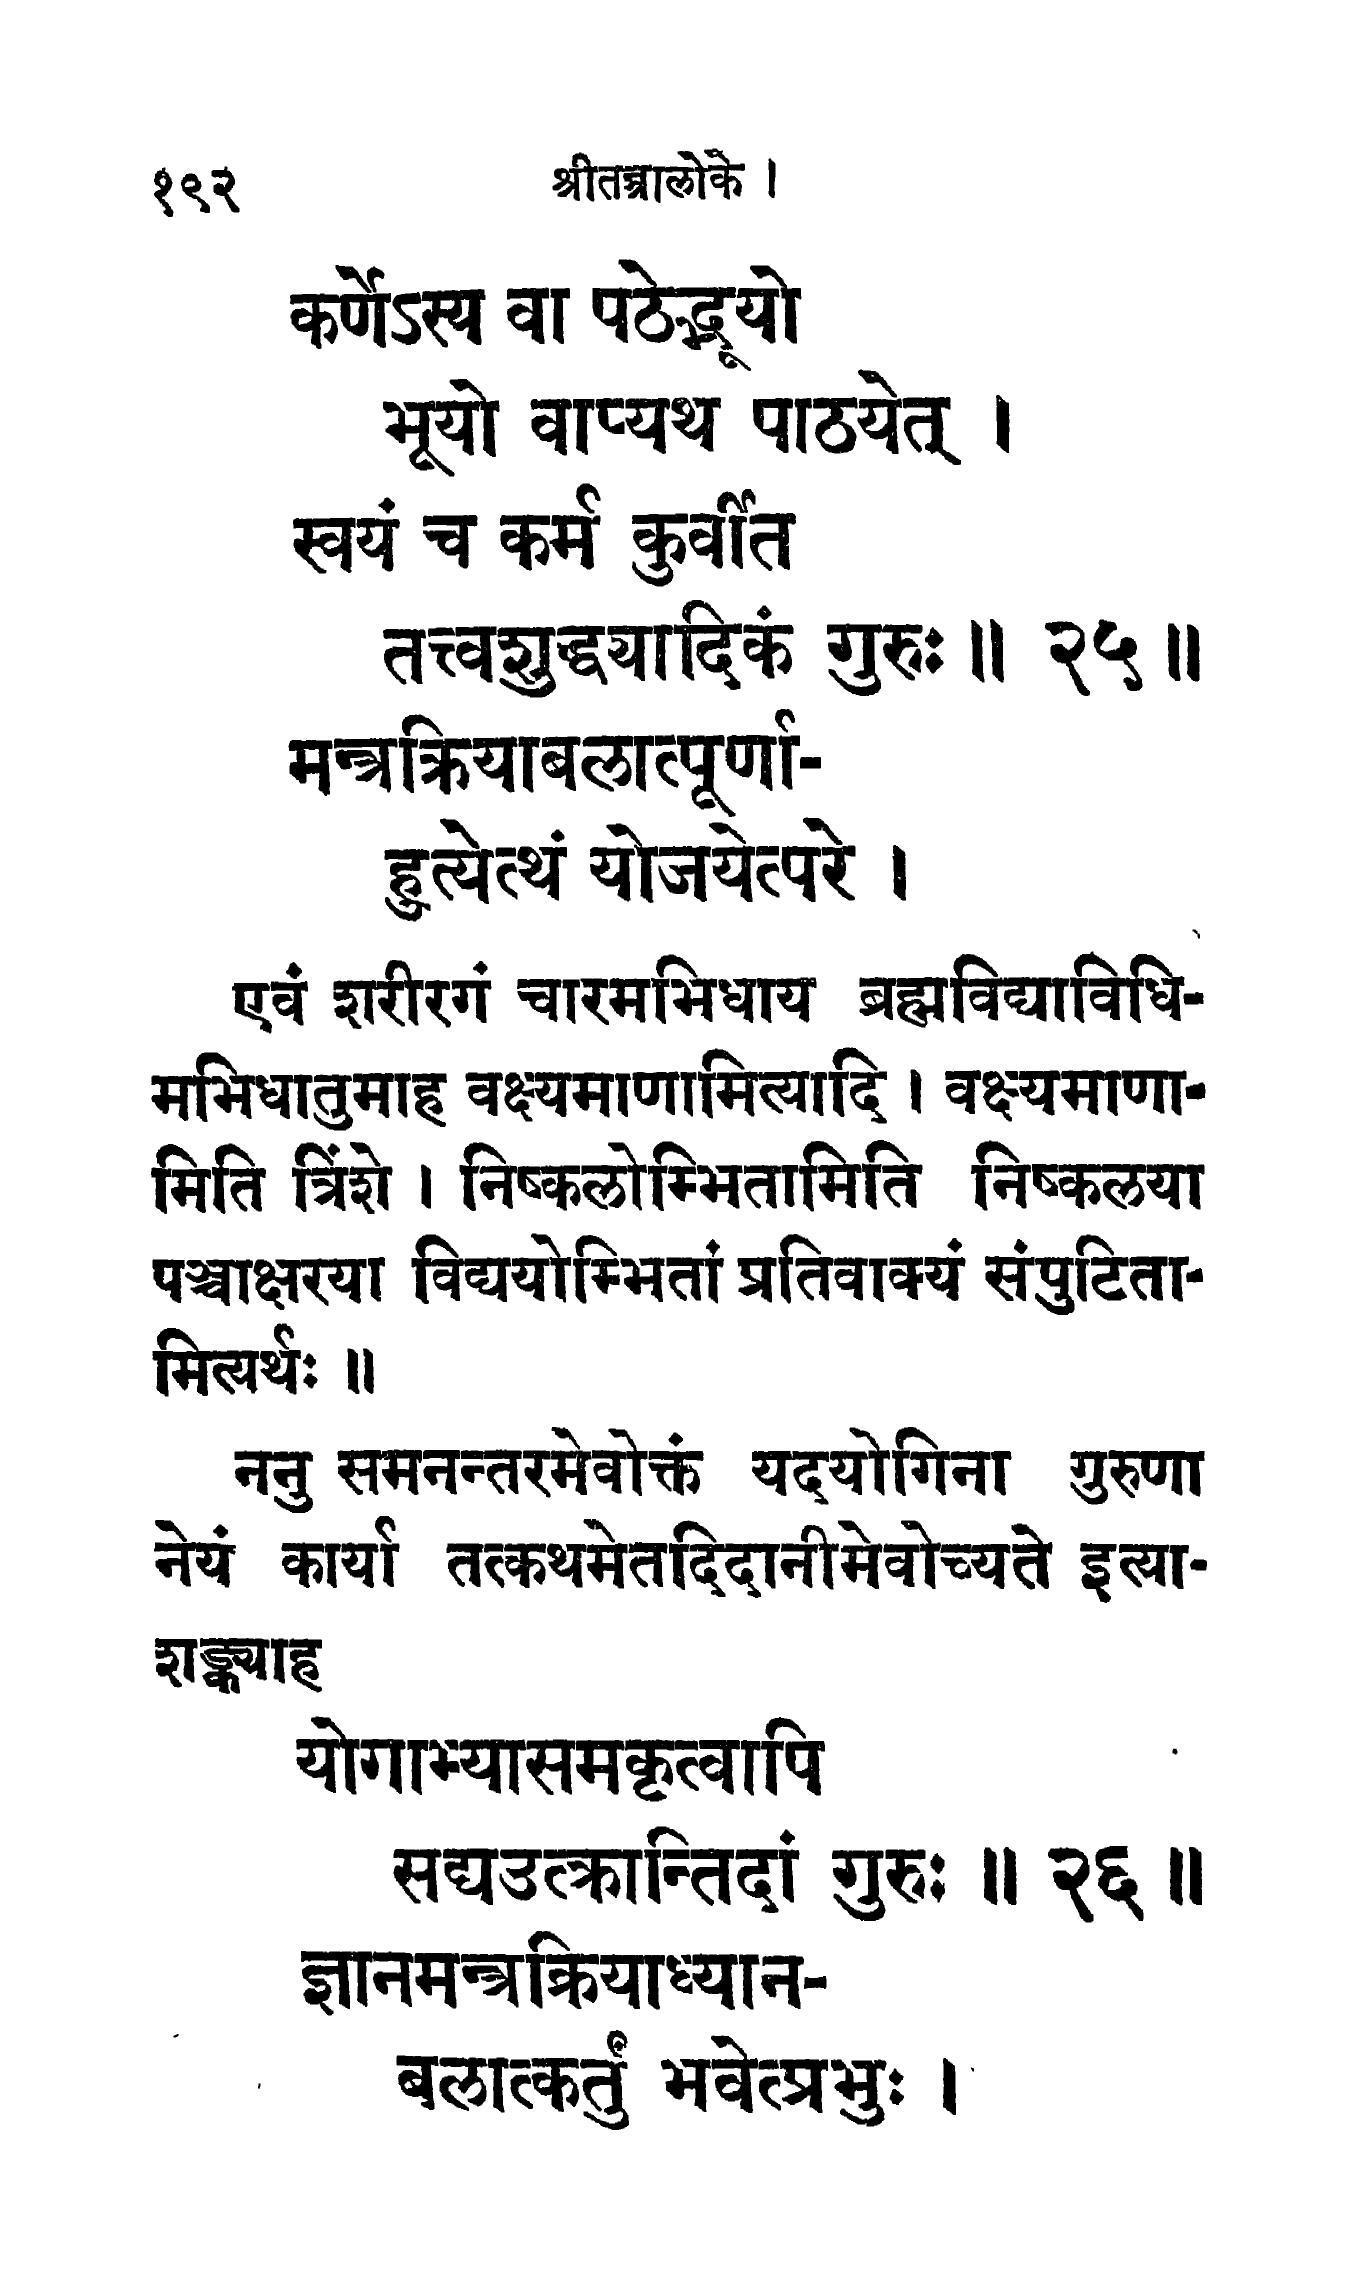 १९२ श्रीतन्त्रालोके ।
कर्णेऽस्य वा पठेद्भूयो
भूयो वाप्यथ पाठयेत् ।
स्वयं च कर्म कुर्वीत
तत्त्वशुद्ध्यादिकं गुरुः ॥ २५ ॥
मन्त्रक्रियाबलात्पूर्णा-
हुत्येत्थं योजयेत्परे ।
एवं शरीरगं चारमभिधाय ब्रह्मविद्याविधि-
मभिधातुमाह वक्ष्यमाणामित्यादि । वक्ष्यमाणा-
मिति त्रिंशे । निष्कलोम्भितामिति निष्कलया
पञ्चाक्षरया विद्ययोम्भितां प्रतिवाक्यं संपुटिता-
मित्यर्थः ॥
ननु समनन्तरमेवोक्तं यद्योगिना गुरुणा
नेयं कार्या तत्कथमेतदिदानीमेवोच्यते इत्या-
शङ्क्याह
योगाभ्यासमकृत्वापि
सद्यउत्क्रान्तिदां गुरुः ॥ २६ ॥
ज्ञानमन्त्रक्रियाध्यान-
बलात्कर्तुं भवेत्प्रभुः ।